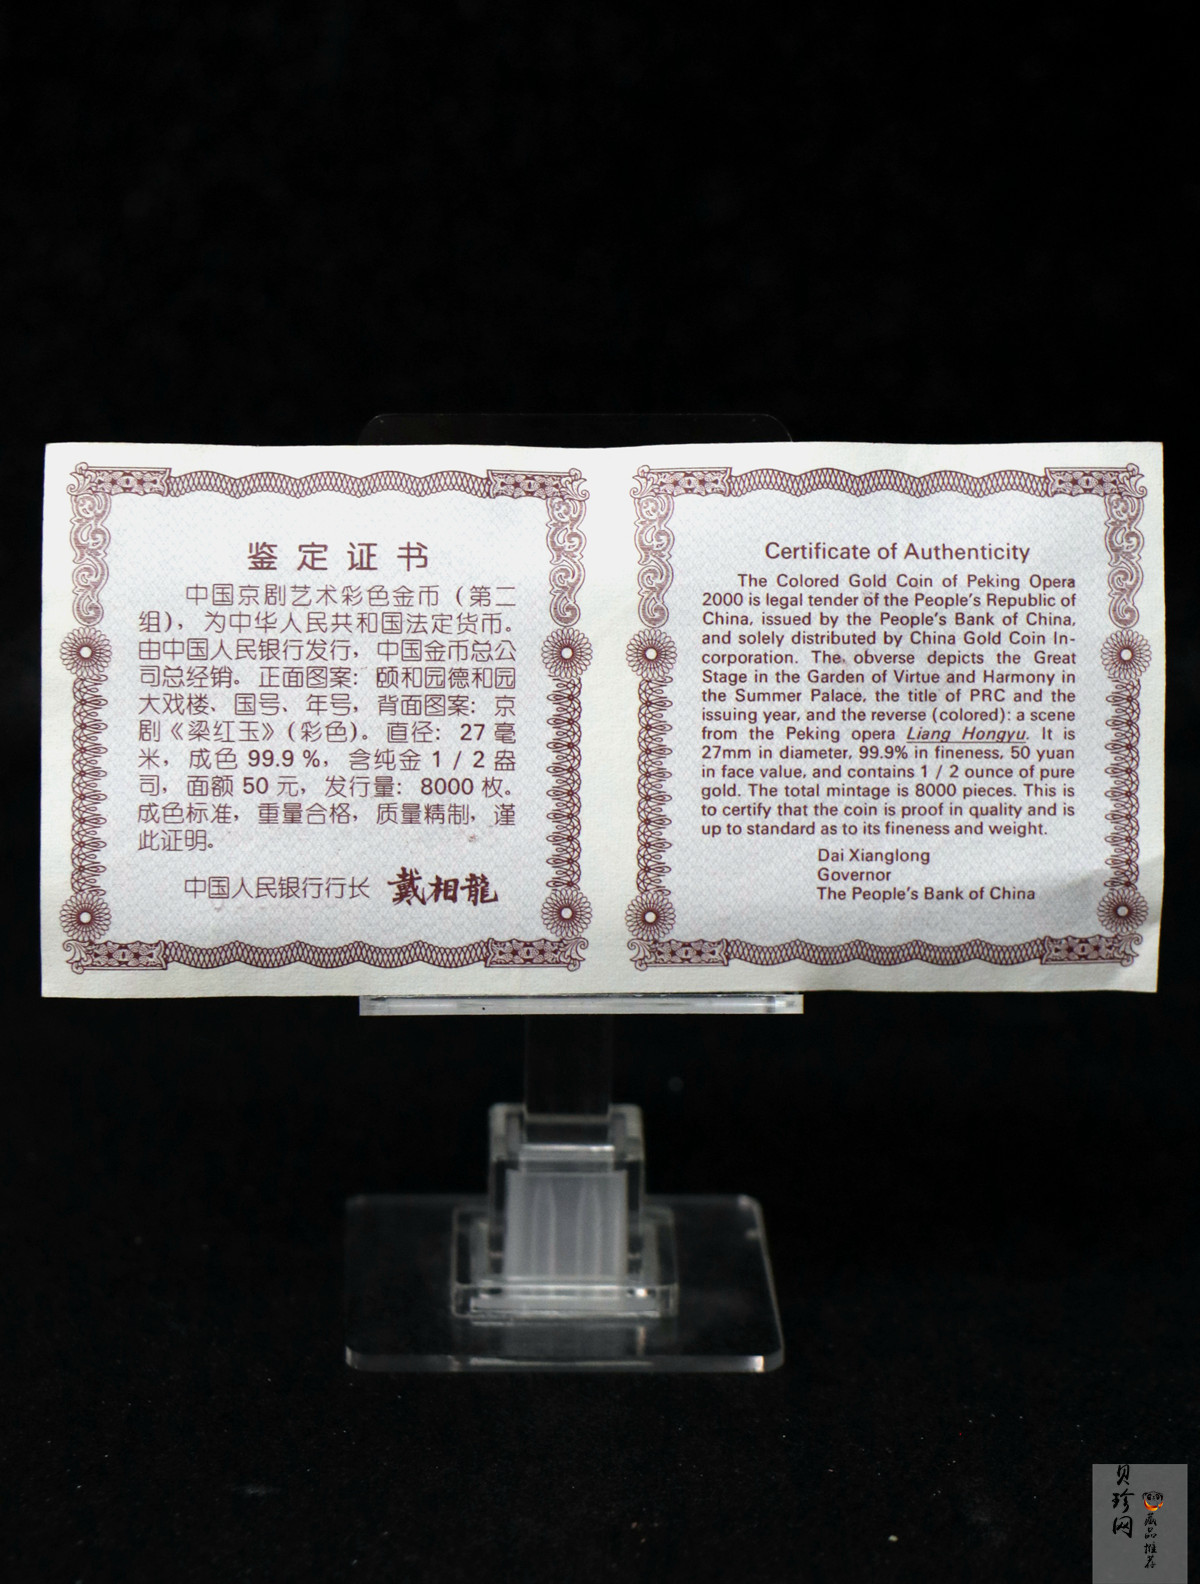 鉴定证书
中国京剧艺术彩色金币（第二
组），为中华人民共和国法定货币。
由中国人民银行发行，中国金币总公
司总经销。正面图案：颐和园德和园
大戏楼、国号、年号，背面图案：京
剧《梁红玉》（彩色）。直径：27毫
米，成色99.9%，含纯金1/2盎
司，面额50元，发行量：8000枚。
成色标准，重量合格，质量精制，谨
此证明。
中国人民银行行长 戴相龍
Certificate of Authenticity
The Colored Gold Coin of Peking Opera
2000 is legal tender of the People's Republic of
China, issued by the People's Bank of China,
and solely distributed by China Gold Coin In-
corporation. The obverse depicts the Great
Stage in the Garden of Virtue and Harmony in
the Summer Palace, the title of PRC and the
issuing year, and the reverse (colored): a scene
from the Peking opera Liang Hongyu. It is
27mm in diameter, 99.9% in fineness, 50 yuan
in face value, and contains 1 / 2 ounce of pure
gold. The total mintage is 8000 pieces. This is
to certify that the coin is proof in quality and is
up to standard as to its fineness and weight.
Dai Xianglong
Governor
The People's Bank of China
贝珍网
藏品推荐